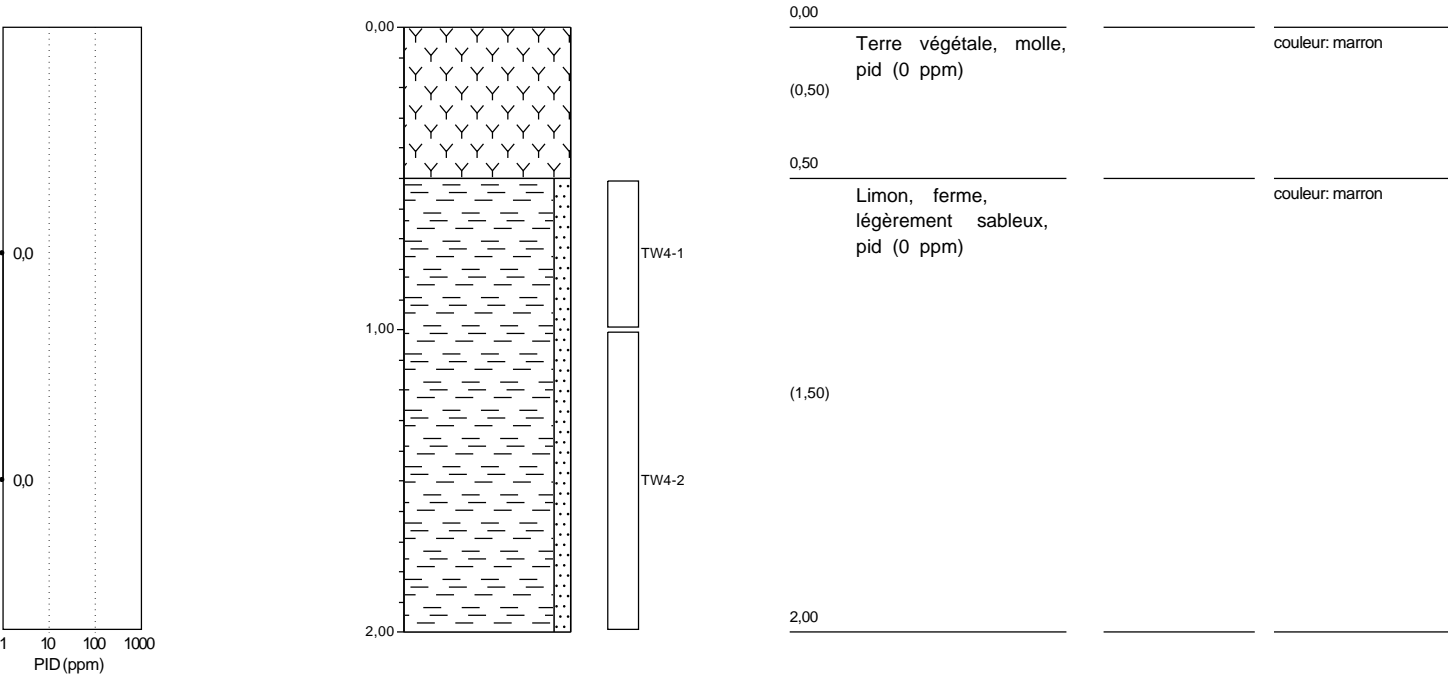 0,00
0,00
Terre végétale, molle,
couleur: marron
pid (0 ppm)
(0,50)
0,50
Limon, ferme,
couleur: marron
légèrement sableux,
pid (0 ppm)
0,0
TW4-1
1,00
(1,50)
0,0
TW4-2
2,00
2,00
1 10 100 1000
PID (ppm)